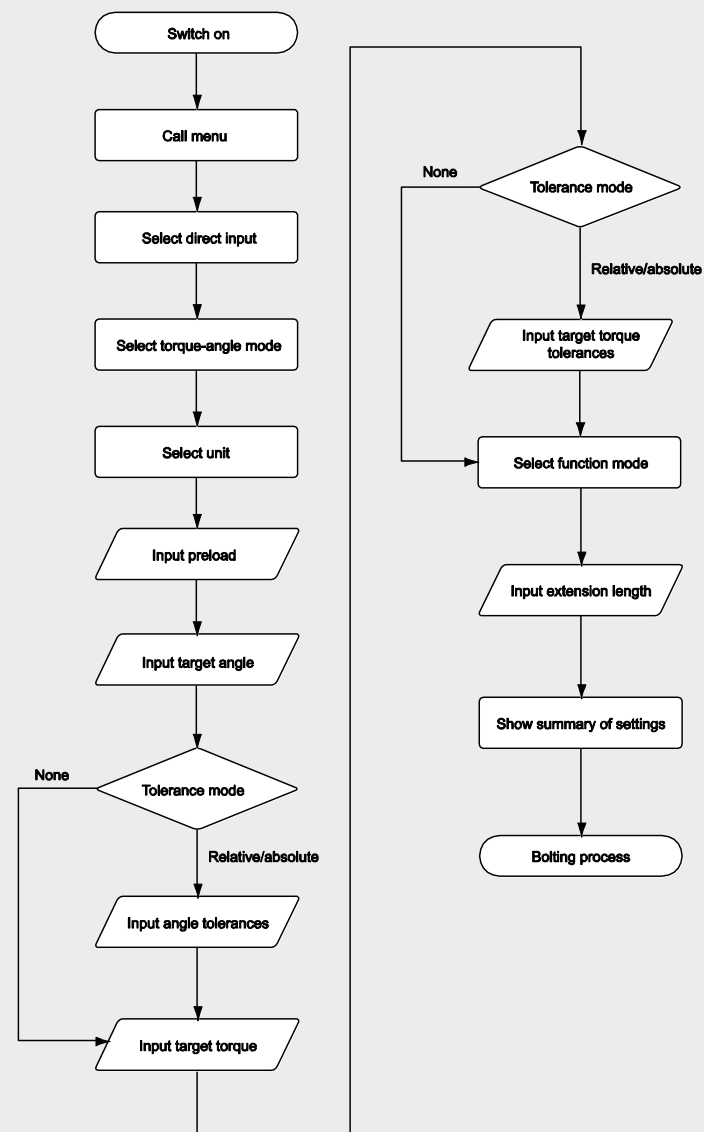 Switch on
Call menu
Select direct input
Select torque-angle mode
Select unit
Input preload
Input target angle
Tolerance mode
None
Relative/absolute
Input angle tolerances
Input target torque
Tolerance mode
None
Relative/absolute
Input target torque
tolerances
Select function mode
Input extension length
Show summary of settings
Bolting process